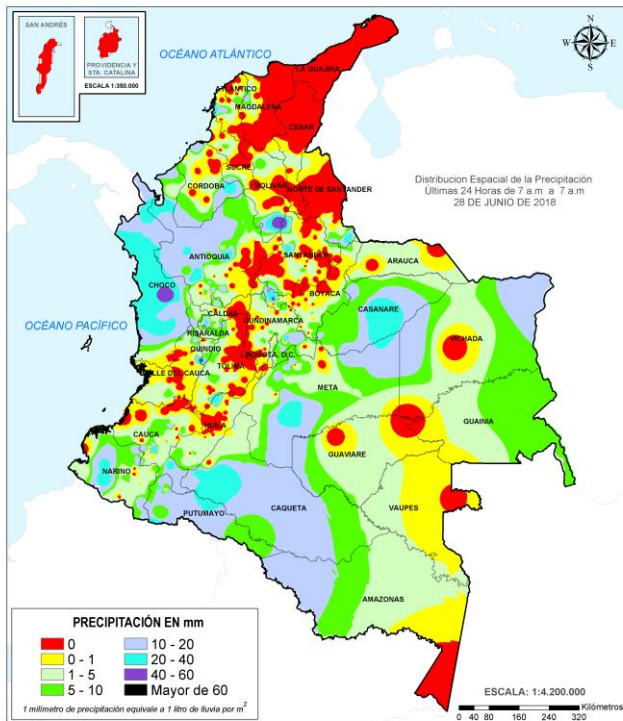 SAN ANDRÉS
PROVIDENCIA Y
STA. CATALINA
ESCALA 1:350.000
OCÉANO ATLÁNTICO
N
W
E
S
LA GUAJIRA
ATLANTICO
MAGDALENA
CESAR
SUCRE
CORDOBA
BOLIVAR
NORTE DE SANTANDER
Distribucion Espacial de la Precipitación
Últimas 24 Horas de 7 a.m a 7 a.m
28 DE JUNIO DE 2018
ANTIOQUIA
SANTANDER
ARAUCA
CHOCO
BOYACA
CASANARE
OCÉANO PACÍFICO
CALDAS
CUNDINAMARCA
RISARALDA
VICHADA
QUINDIO
BOGOTA, D.C.
TOLIMA
VALLE DEL CAUCA
META
GUAINIA
CAUCA
HUILA
GUAVIARE
NARIÑO
VAUPES
CAQUETA
PUTUMAYO
AMAZONAS
PRECIPITACIÓN EN mm
0
10 - 20
0 - 1
20 - 40
1 - 5
40 - 60
5 - 10
Mayor de 60
1 milimetro de precipitación equivale a 1 litro de lluvia por m²
ESCALA: 1:4.200.000
Kilómetros
0 40 80 160 240 320